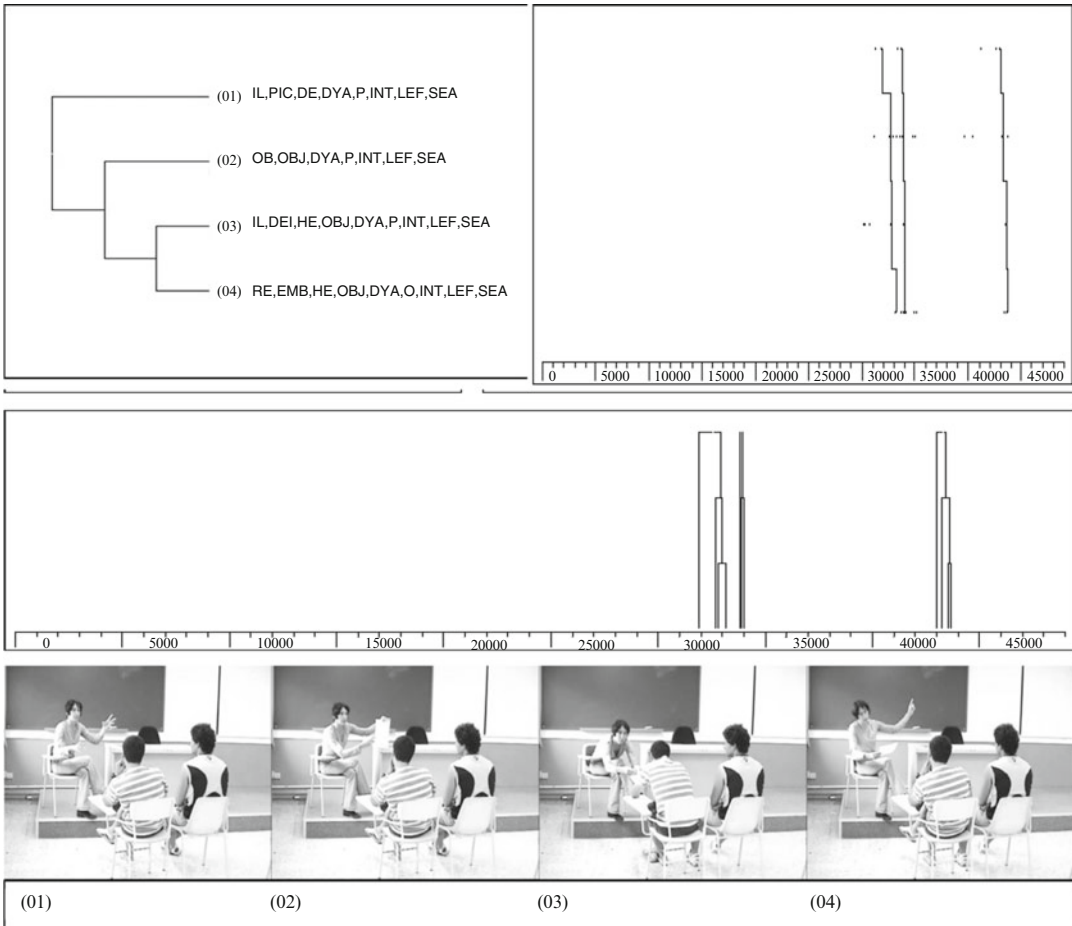 (01) IL,PIC,DE,DYA,P,INT,LEF,SEA
(02) OB,OBJ,DYA,P,INT,LEF,SEA
(03) IL,DEI,HE,OBJ,DYA,P,INT,LEF,SEA
(04) RE,EMB,HE,OBJ,DYA,O,INT,LEF,SEA
0 5000 10000 15000 20000 25000 30000 35000 40000 45000
0 5000 10000 15000 20000 25000 30000 35000 40000 45000
(01) (02) (03) (04)